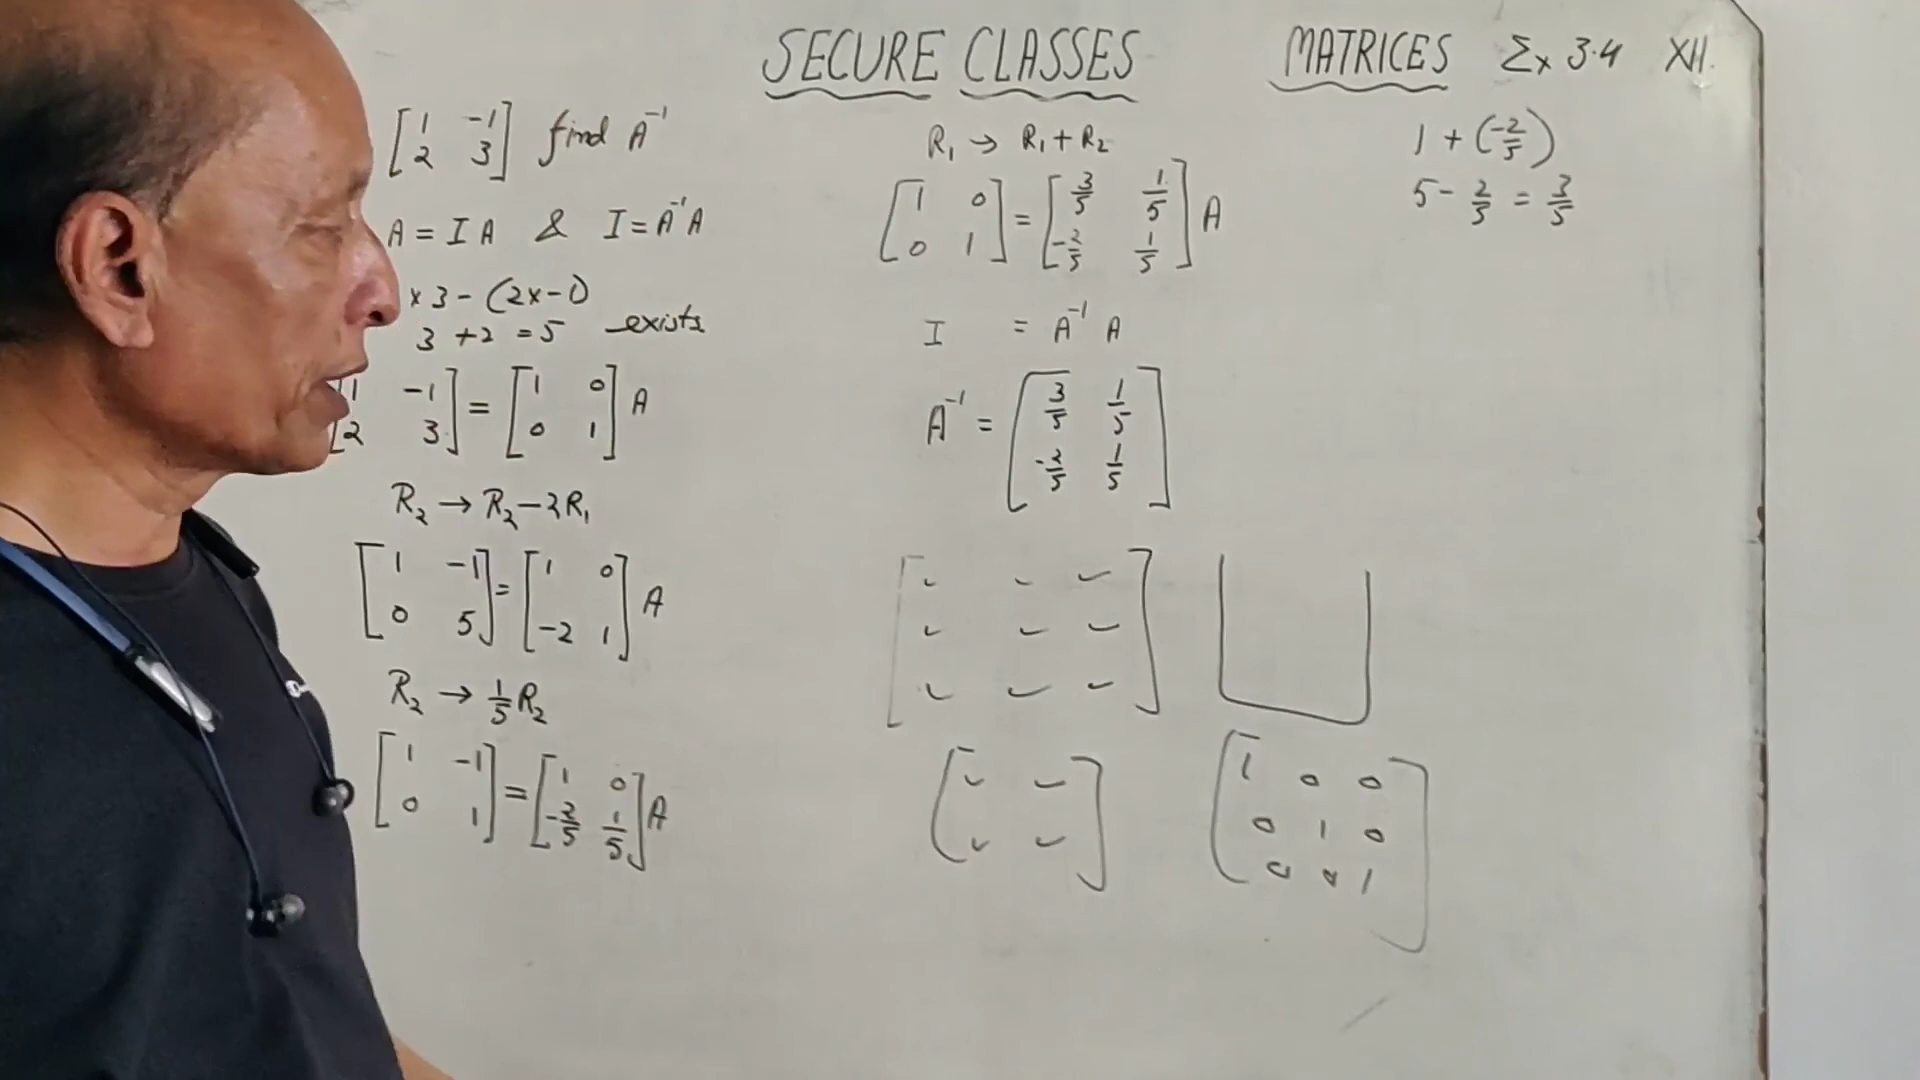 SECURE CLASSES
MATRICES Ex 3.4 XII.
[1 -1
2 3] find A⁻¹
A = IA & I = A⁻¹A
x 3 - (2x-1)
3 + 2 = 5 exists
[1 -1
2 3] = [1 0
0 1] A
R₂ → R₂ - 2R₁
[1 -1
0 5] = [1 0
-2 1] A
R₂ → 1/5 R₂
[1 -1
0 1] = [1 0
-2/5 1/5] A
R₁ → R₁ + R₂
[1 0
0 1] = [3/5 1/5
-2/5 1/5] A
I = A⁻¹ A
A⁻¹ = [3/5 1/5
-2/5 1/5]
[1 0 0
0 1 0
0 0 1]
1 + (-2/5)
5 - 2/5 = 3/5